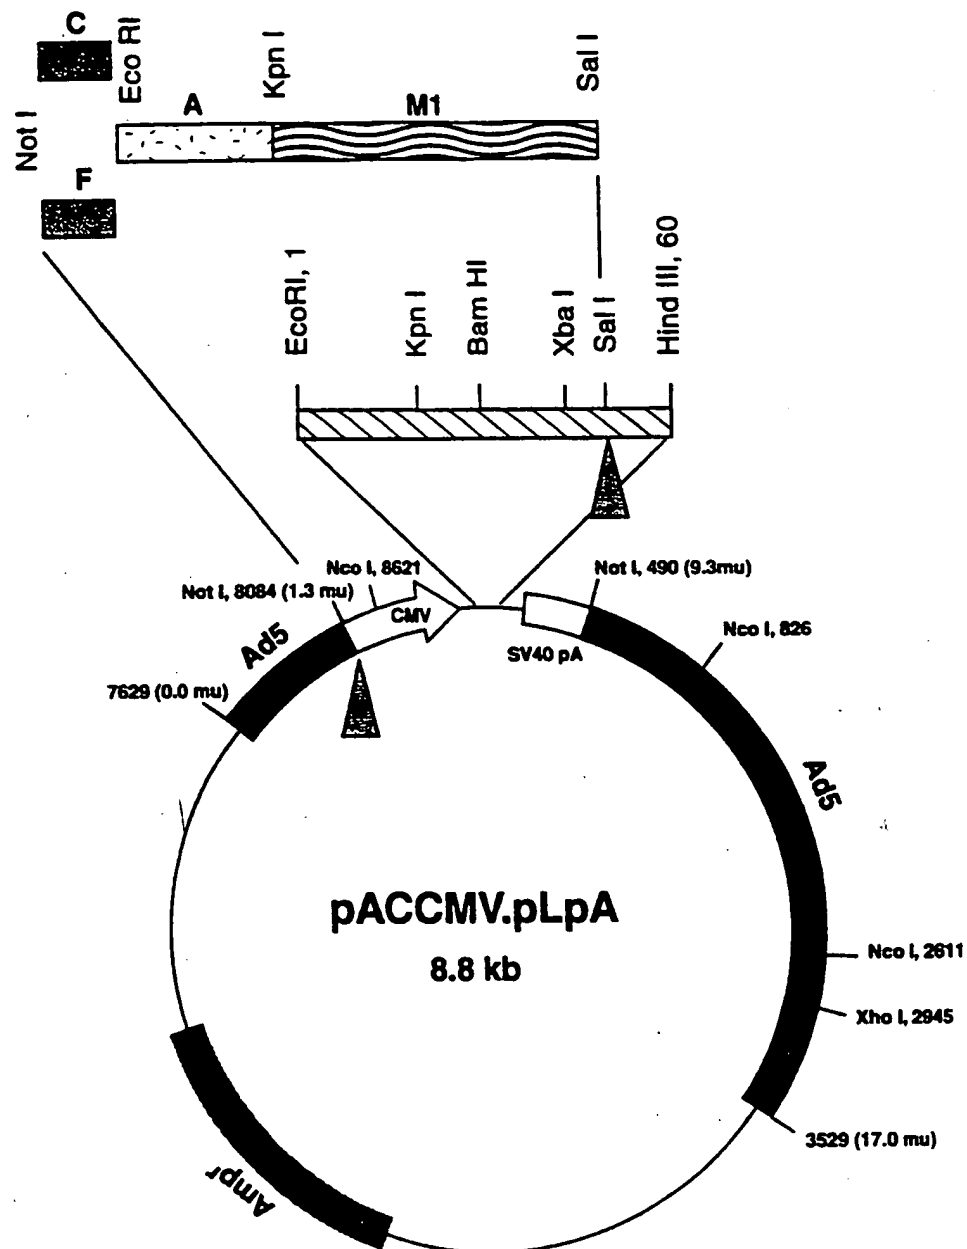 C
Eco RI
Kpn I
Sal I
A
M1
Not I
F
EcoRI, 1
Kpn I
Bam HI
Xba I
Sal I
Hind III, 60
Nco I, 8621
Not I, 8084 (1.3 mu)
Not I, 490 (9.3mu)
CMV
Nco I, 826
Ad5
SV40 pA
7629 (0.0 mu)
Ad5
pACCMV.pLpA
8.8 kb
Nco I, 2611
Xho I, 2945
3529 (17.0 mu)
Ampr